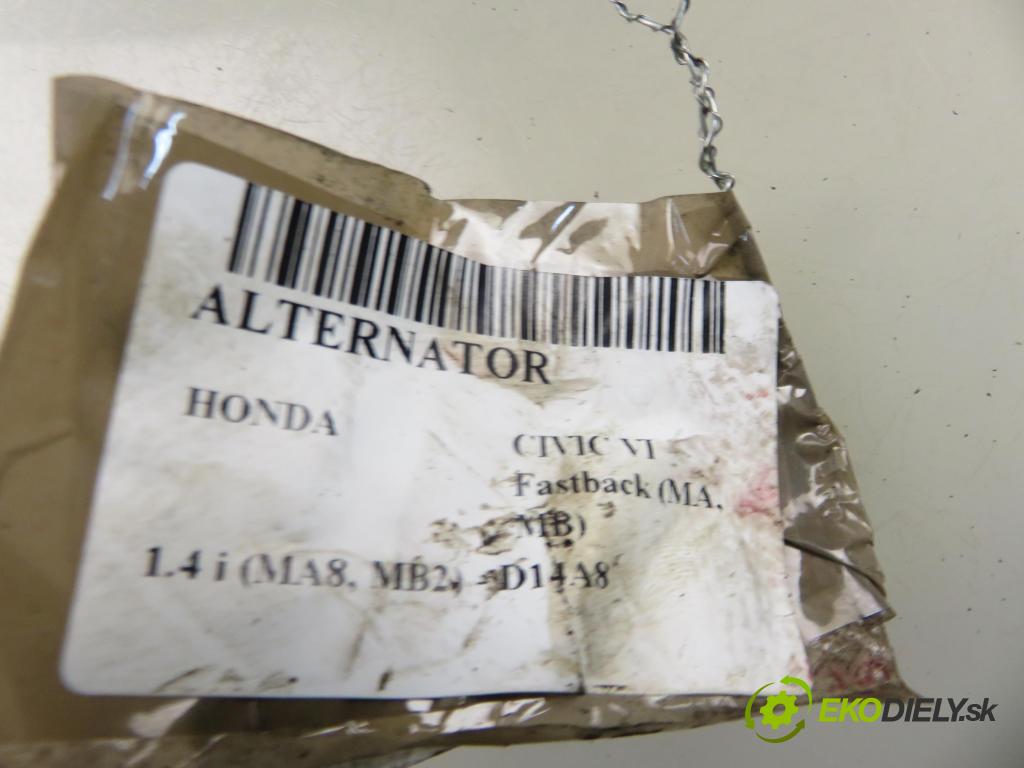 ALTERNATOR
HONDA
CIVIC VI
Fastback (MA,
MB)
1.4 i (MA8, MB2) - D14A8
EKODIELY.sk